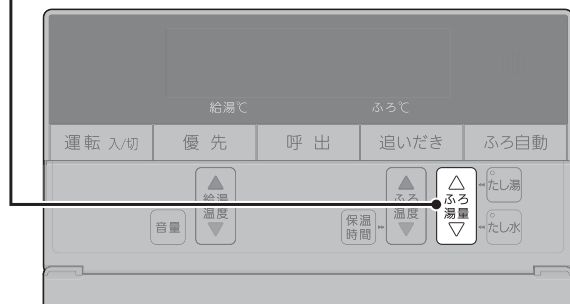 給湯℃ ふろ℃
運転 入/切 優先 呼出 追いだき ふろ自動
給湯
温度
音量
ふろ
温度
保温
時間
ふろ
湯量
たし湯
たし水